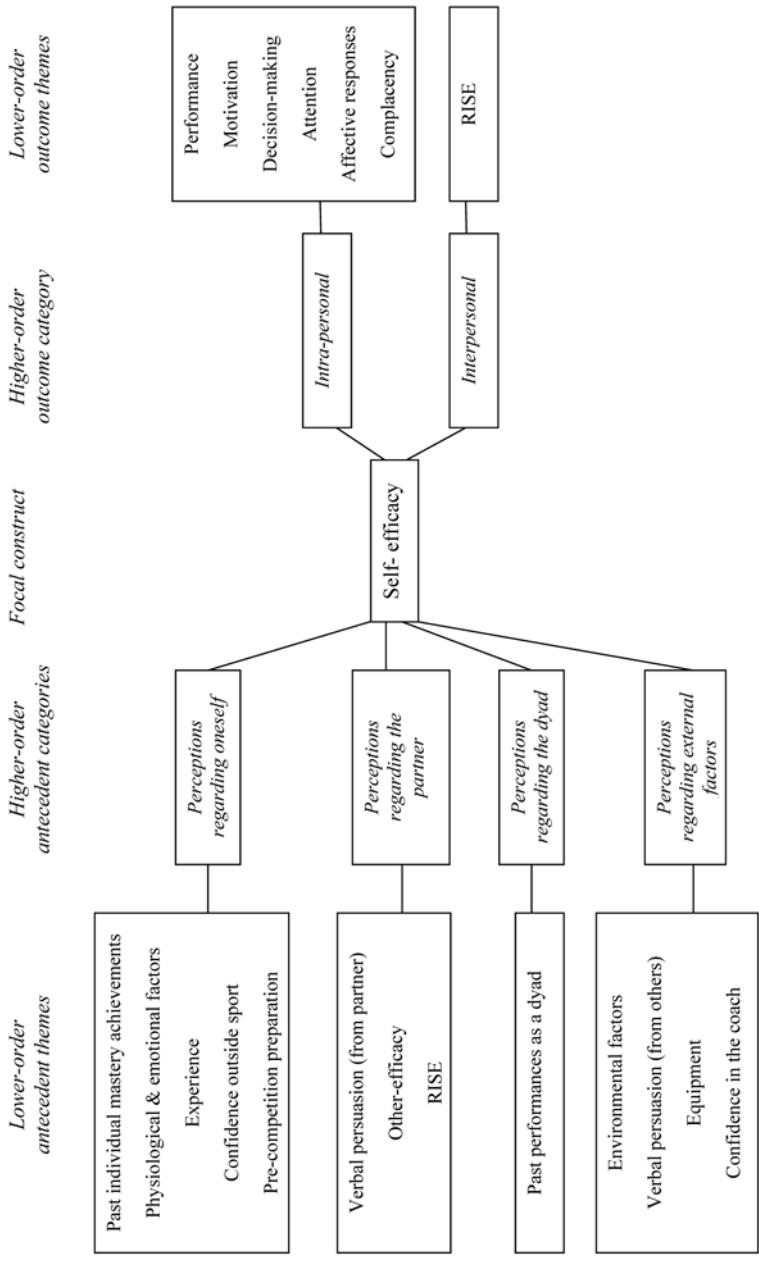 Lower-order
antecedent themes
Higher-order
antecedent categories
Focal construct
Higher-order
outcome category
Lower-order
outcome themes
Past individual mastery achievements
Physiological & emotional factors
Experience
Confidence outside sport
Pre-competition preparation
Verbal persuasion (from partner)
Other-efficacy
RISE
Past performances as a dyad
Environmental factors
Verbal persuasion (from others)
Equipment
Confidence in the coach
Perceptions
regarding oneself
Perceptions
regarding the
partner
Perceptions
regarding the dyad
Perceptions
regarding external
factors
Self- efficacy
Intra-personal
Interpersonal
Performance
Motivation
Decision-making
Attention
Affective responses
Complacency
RISE